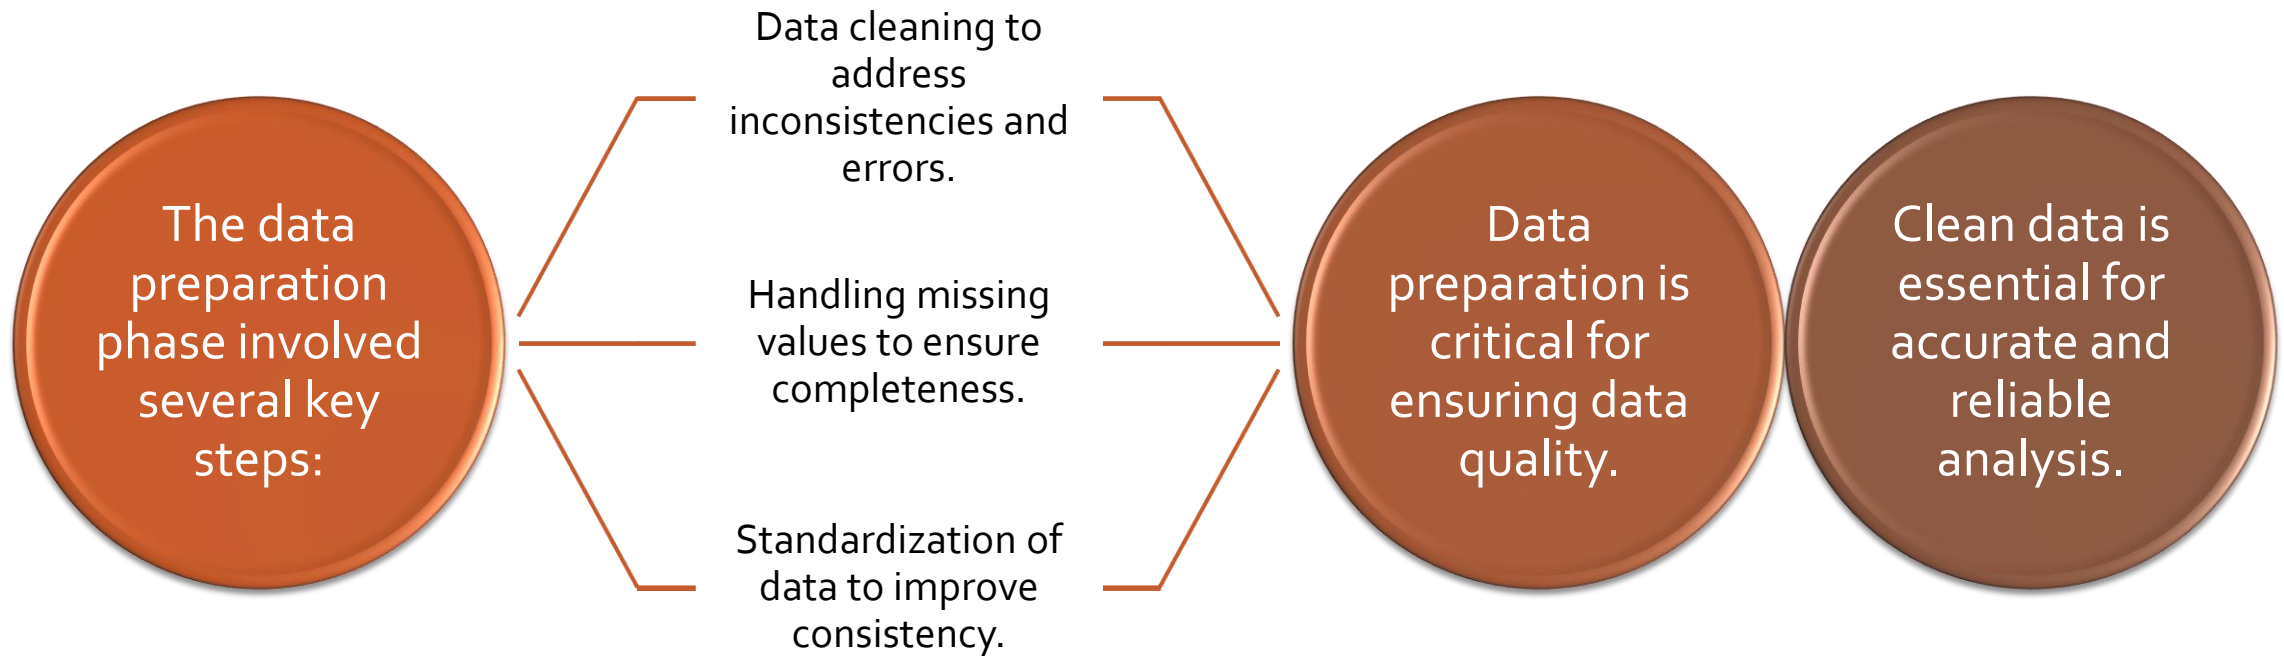 The data
preparation
phase involved
several key
steps:
Data cleaning to
address
inconsistencies and
errors.
Handling missing
values to ensure
completeness.
Standardization of
data to improve
consistency.
Data
preparation is
critical for
ensuring data
quality.
Clean data is
essential for
accurate and
reliable
analysis.